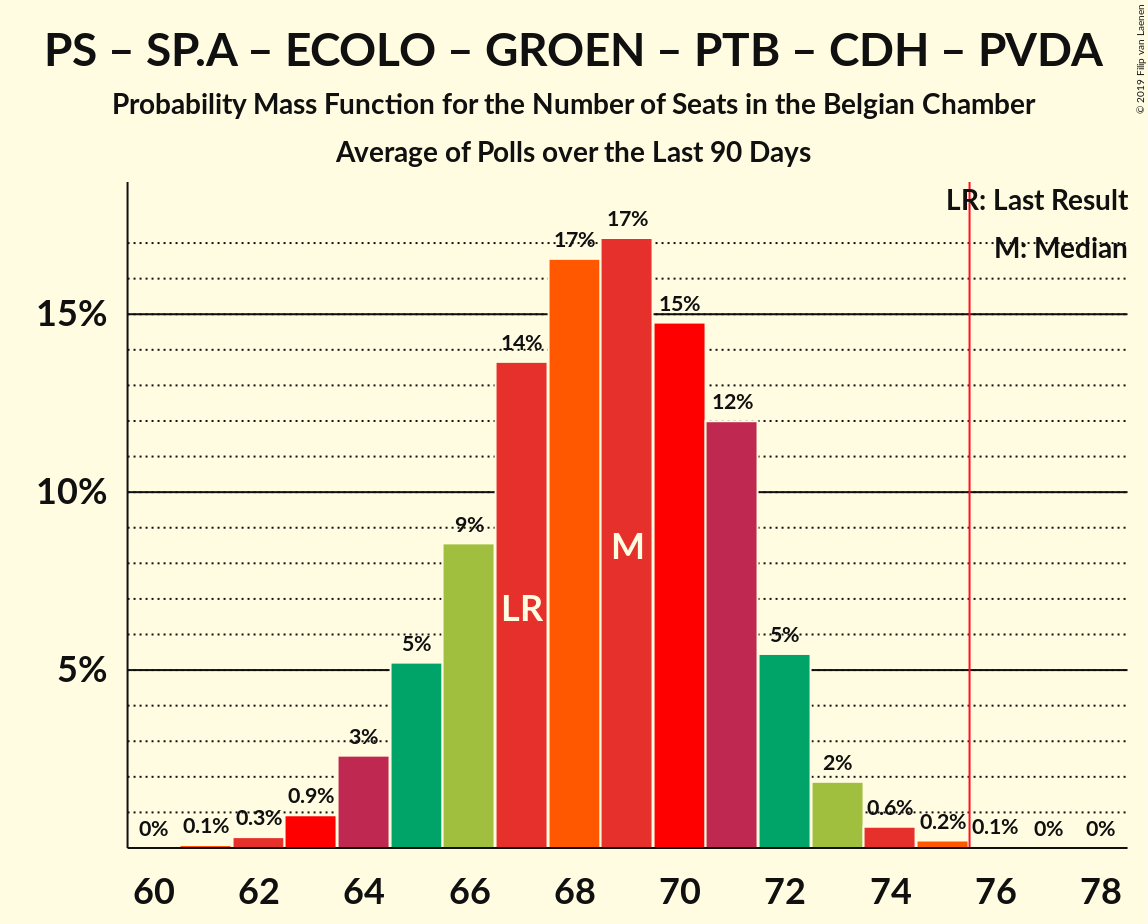 PS – SP.A – ECOLO – GROEN – PTB – CDH – PVDA
Probability Mass Function for the Number of Seats in the Belgian Chamber
Average of Polls over the Last 90 Days
© 2019 Filip van Laenen
LR: Last Result
M: Median
15%
10%
5%
0%
0.1%
0.3%
0.9%
3%
5%
9%
14%
17%
17%
15%
12%
5%
2%
0.6%
0.2%
0.1%
0%
0%
LR
M
60 62 64 66 68 70 72 74 76 78